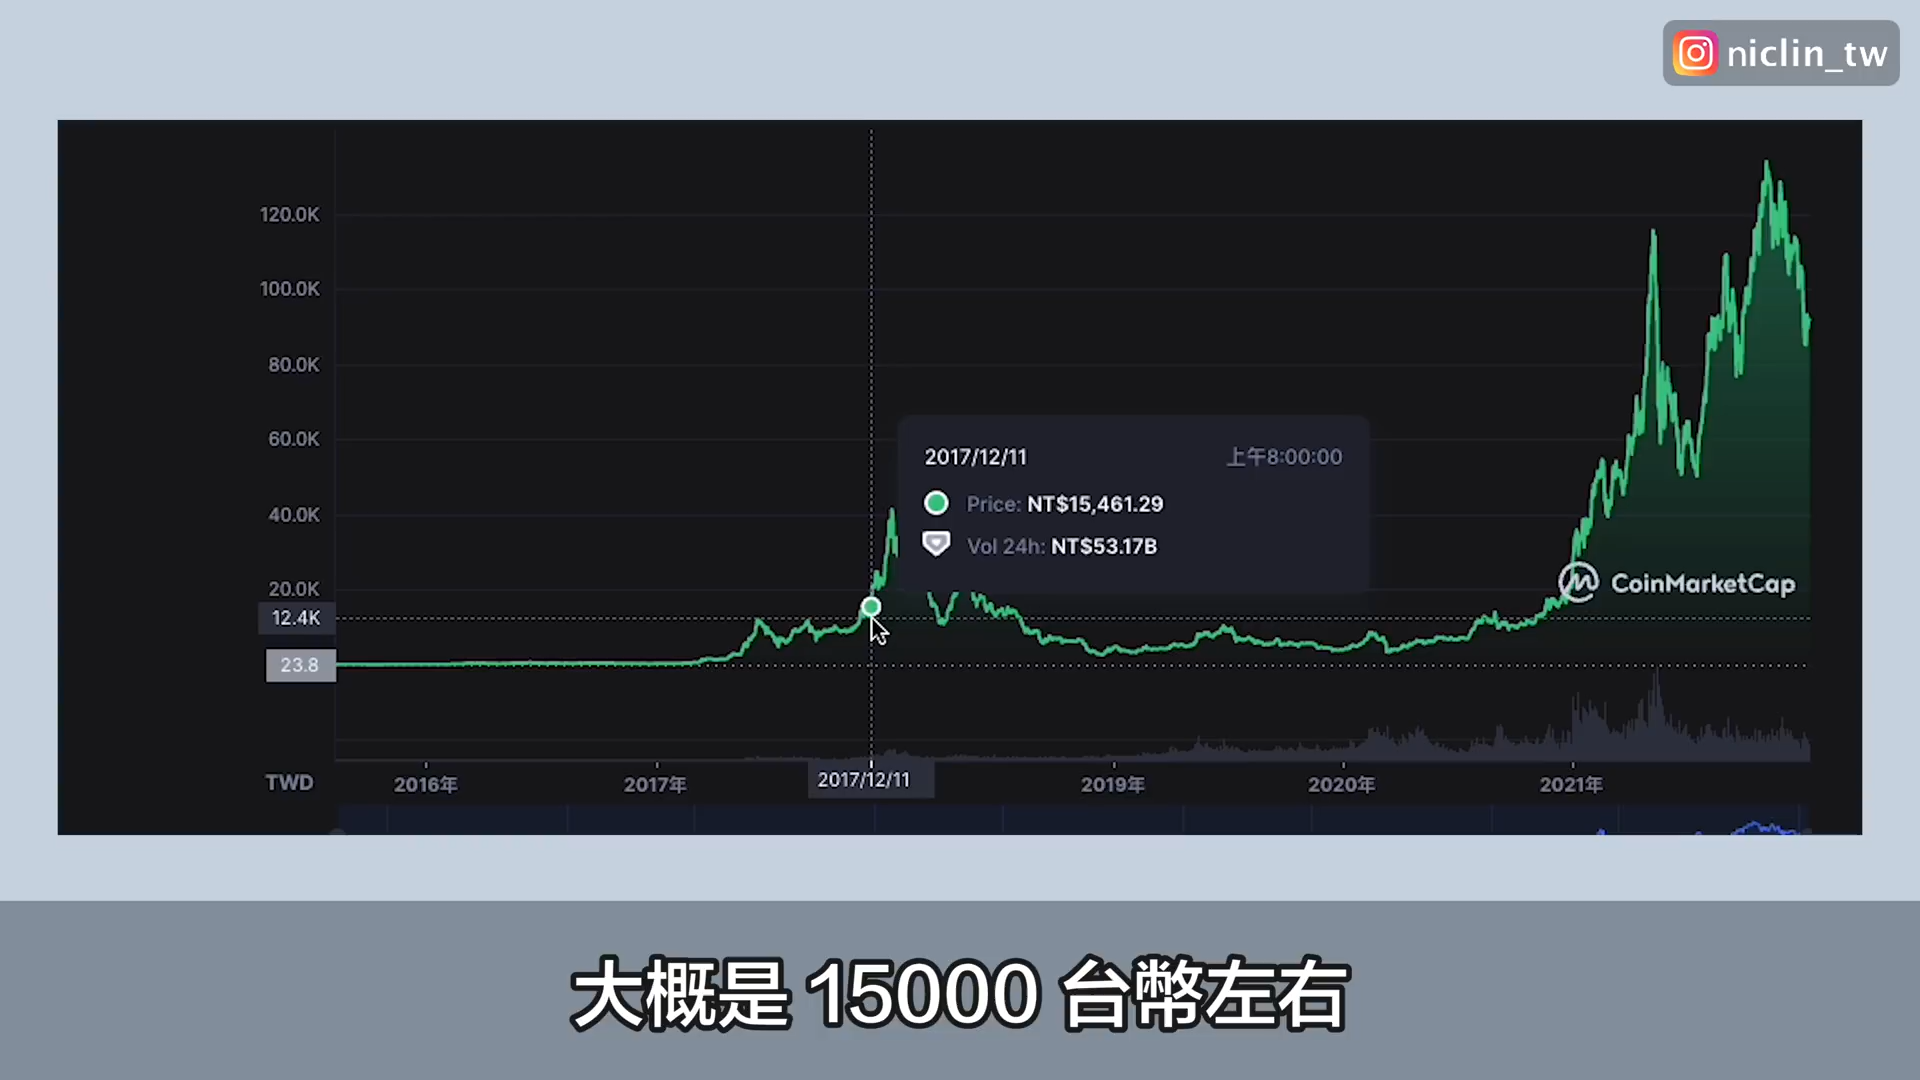 niclin_tw
120.0K
100.0K
80.0K
60.0K
40.0K
20.0K
12.4K
23.8
2017/12/11 上午8:00:00
Price: NT$15,461.29
Vol 24h: NT$53.17B
CoinMarketCap
TWD 2016年 2017年 2017/12/11 2019年 2020年 2021年
大概是 15000 台幣左右